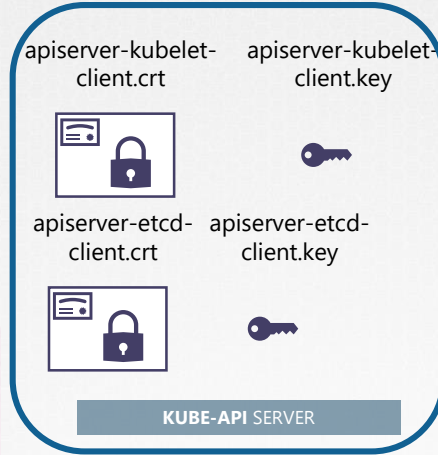 apiserver-kubelet-
client.crt
apiserver-kubelet-
client.key
apiserver-etcd-
client.crt
apiserver-etcd-
client.key
KUBE-API SERVER